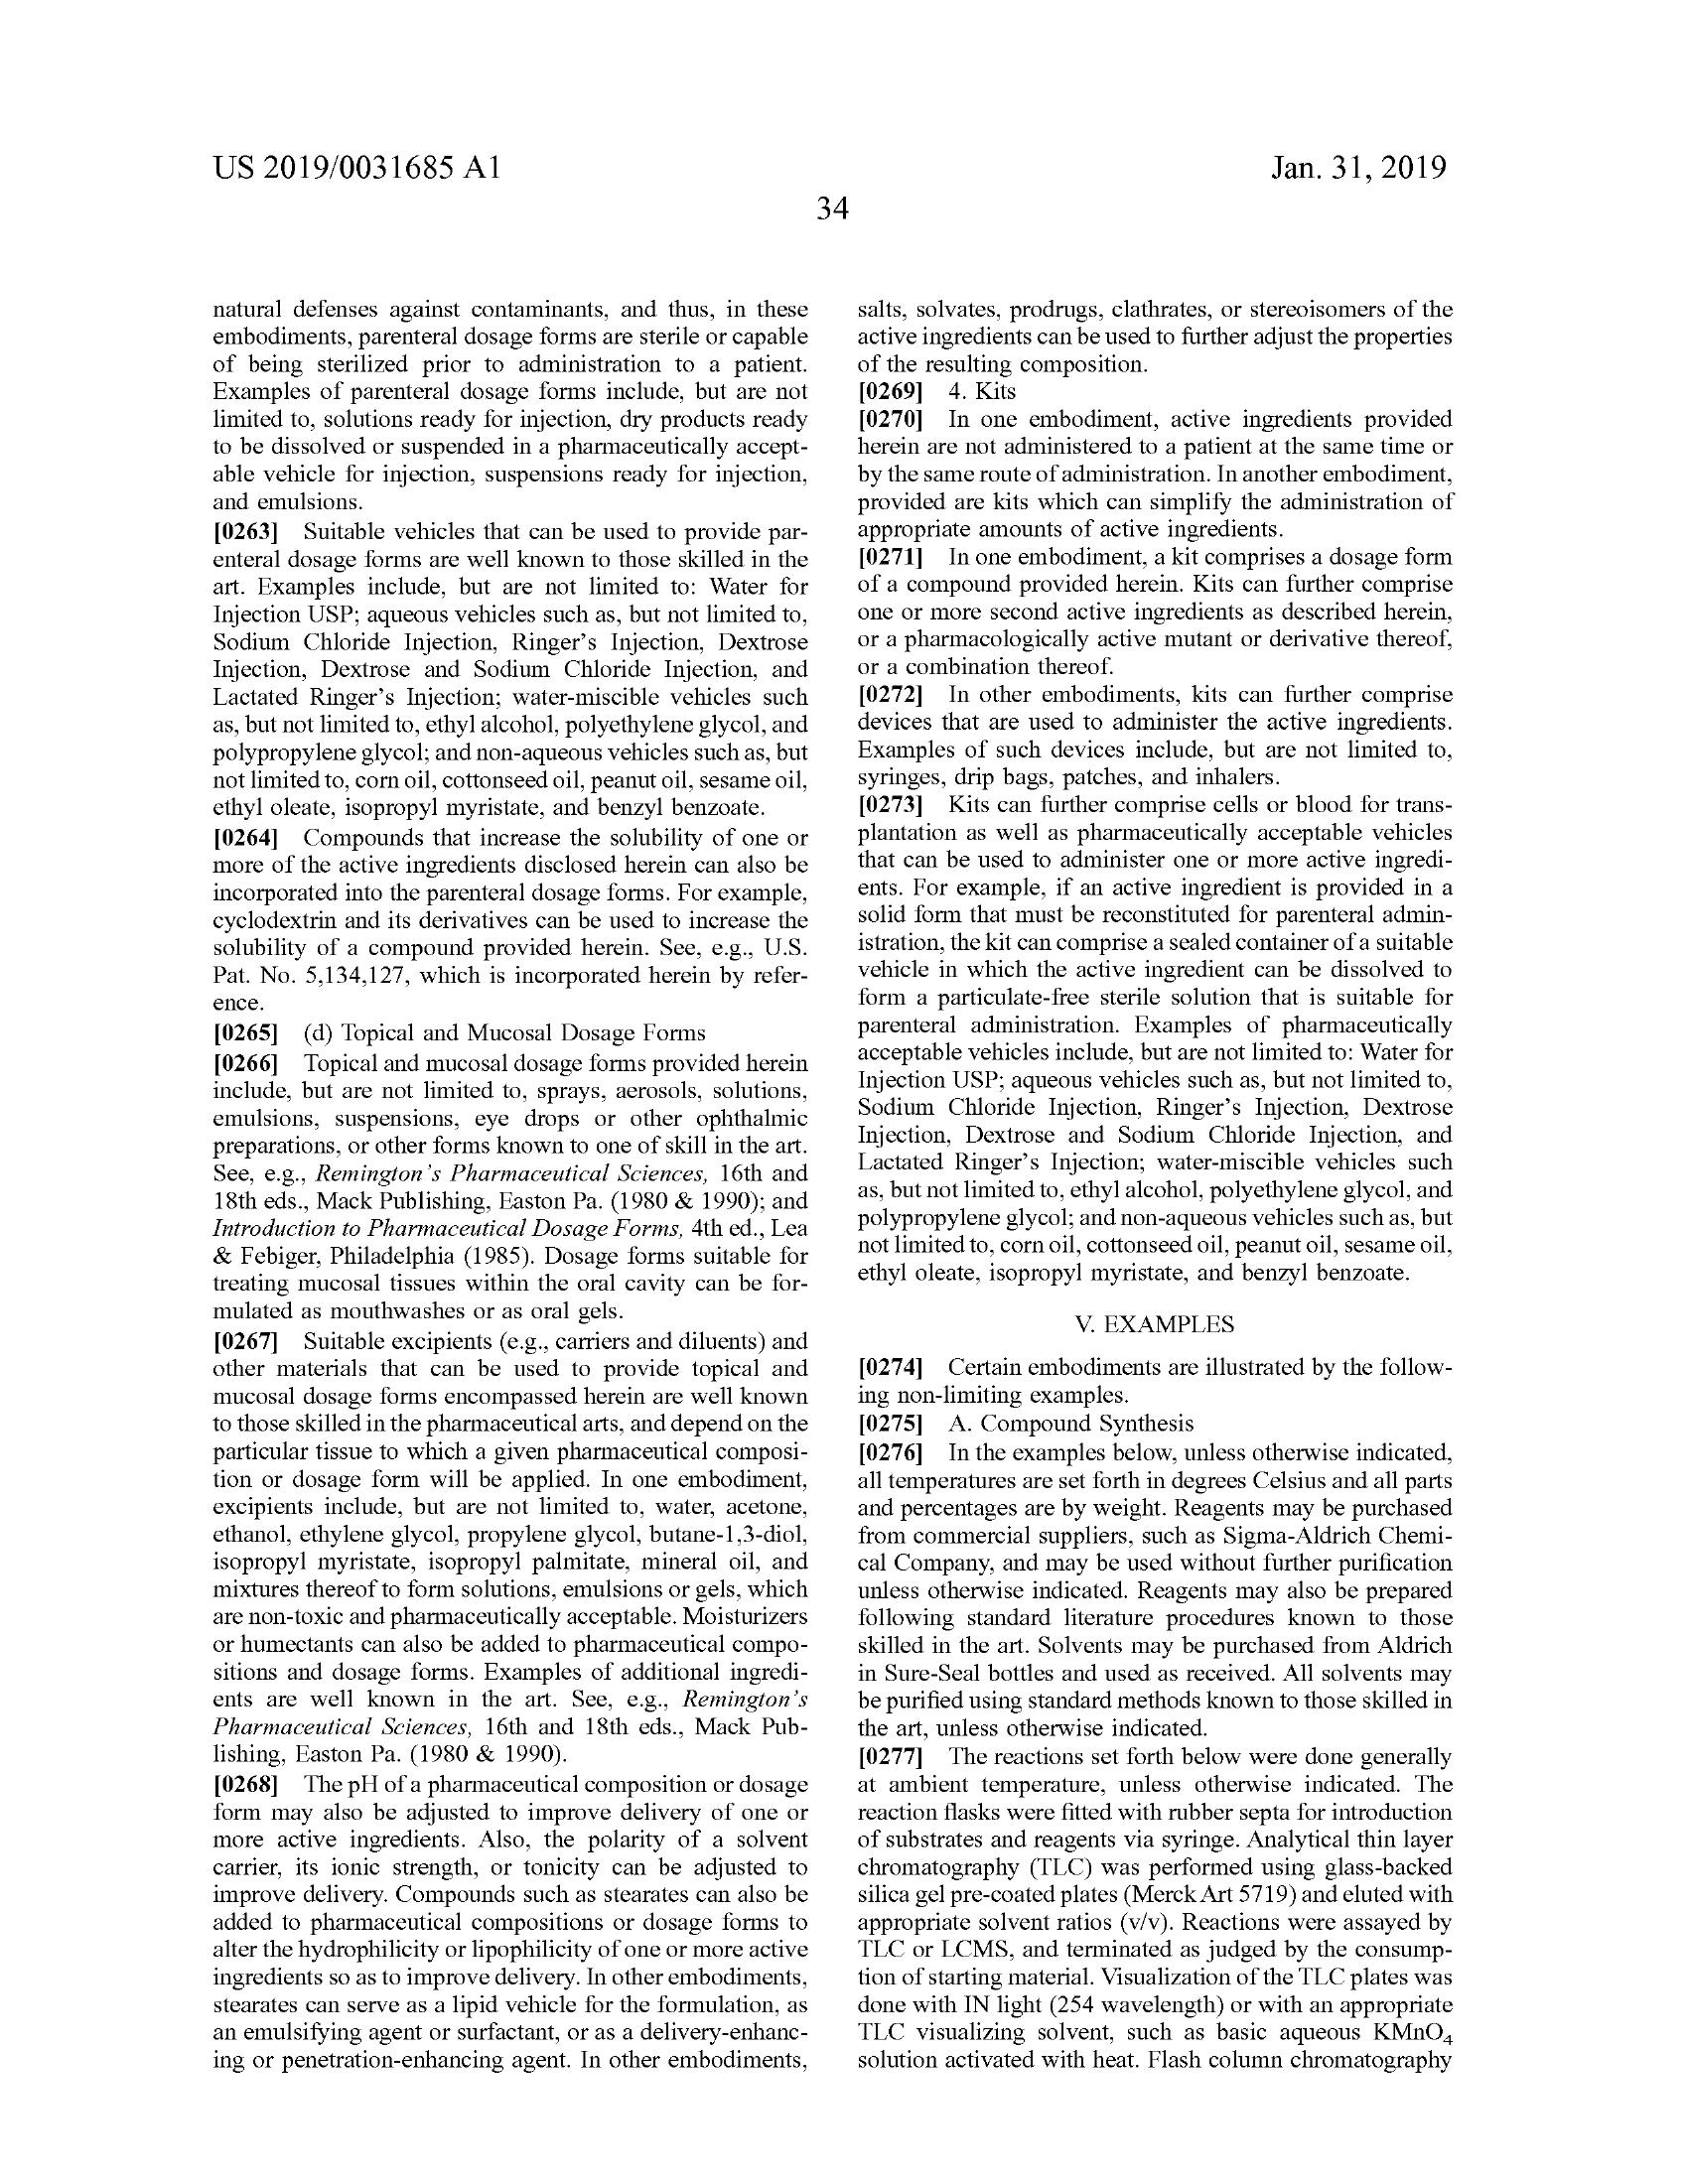 US 2019/0031685 A1
Jan. 31, 2019
34
natural defenses against contaminants, and thus, in these
embodiments, parenteral dosage forms are sterile or capable
of being sterilized prior to administration to a patient.
Examples of parenteral dosage forms include, but are not
limited to, solutions ready for injection, dry products ready
to be dissolved or suspended in a pharmaceutically accept-
able vehicle for injection, suspensions ready for injection,
and emulsions.
[0263] Suitable vehicles that can be used to provide par-
enteral dosage forms are well known to those skilled in the
art. Examples include, but are not limited to: Water for
Injection USP; aqueous vehicles such as, but not limited to,
Sodium Chloride Injection, Ringer's Injection, Dextrose
Injection, Dextrose and Sodium Chloride Injection, and
Lactated Ringer's Injection; water-miscible vehicles such
as, but not limited to, ethyl alcohol, polyethylene glycol, and
polypropylene glycol; and non-aqueous vehicles such as, but
not limited to, corn oil, cottonseed oil, peanut oil, sesame oil,
ethyl oleate, isopropyl myristate, and benzyl benzoate.
[0264] Compounds that increase the solubility of one or
more of the active ingredients disclosed herein can also be
incorporated into the parenteral dosage forms. For example,
cyclodextrin and its derivatives can be used to increase the
solubility of a compound provided herein. See, e.g., U.S.
Pat. No. 5,134,127, which is incorporated herein by refer-
ence.
[0265] (d) Topical and Mucosal Dosage Forms
[0266] Topical and mucosal dosage forms provided herein
include, but are not limited to, sprays, aerosols, solutions,
emulsions, suspensions, eye drops or other ophthalmic
preparations, or other forms known to one of skill in the art.
See, e.g., Remington's Pharmaceutical Sciences, 16th and
18th eds., Mack Publishing, Easton Pa. (1980 & 1990); and
Introduction to Pharmaceutical Dosage Forms, 4th ed., Lea
& Febiger, Philadelphia (1985). Dosage forms suitable for
treating mucosal tissues within the oral cavity can be for-
mulated as mouthwashes or as oral gels.
[0267] Suitable excipients (e.g., carriers and diluents) and
other materials that can be used to provide topical and
mucosal dosage forms encompassed herein are well known
to those skilled in the pharmaceutical arts, and depend on the
particular tissue to which a given pharmaceutical composi-
tion or dosage form will be applied. In one embodiment,
excipients include, but are not limited to, water, acetone,
ethanol, ethylene glycol, propylene glycol, butane-1,3-diol,
isopropyl myristate, isopropyl palmitate, mineral oil, and
mixtures thereof to form solutions, emulsions or gels, which
are non-toxic and pharmaceutically acceptable. Moisturizers
or humectants can also be added to pharmaceutical compo-
sitions and dosage forms. Examples of additional ingredi-
ents are well known in the art. See, e.g., Remington's
Pharmaceutical Sciences, 16th and 18th eds., Mack Pub-
lishing, Easton Pa. (1980 & 1990).
[0268] The pH of a pharmaceutical composition or dosage
form may also be adjusted to improve delivery of one or
more active ingredients. Also, the polarity of a solvent
carrier, its ionic strength, or tonicity can be adjusted to
improve delivery. Compounds such as stearates can also be
added to pharmaceutical compositions or dosage forms to
alter the hydrophilicity or lipophilicity of one or more active
ingredients so as to improve delivery. In other embodiments,
stearates can serve as a lipid vehicle for the formulation, as
an emulsifying agent or surfactant, or as a delivery-enhanc-
ing or penetration-enhancing agent. In other embodiments,
salts, solvates, prodrugs, clathrates, or stereoisomers of the
active ingredients can be used to further adjust the properties
of the resulting composition.
[0269] 4. Kits
[0270] In one embodiment, active ingredients provided
herein are not administered to a patient at the same time or
by the same route of administration. In another embodiment,
provided are kits which can simplify the administration of
appropriate amounts of active ingredients.
[0271] In one embodiment, a kit comprises a dosage form
of a compound provided herein. Kits can further comprise
one or more second active ingredients as described herein,
or a pharmacologically active mutant or derivative thereof,
or a combination thereof.
[0272] In other embodiments, kits can further comprise
devices that are used to administer the active ingredients.
Examples of such devices include, but are not limited to,
syringes, drip bags, patches, and inhalers.
[0273] Kits can further comprise cells or blood for trans-
plantation as well as pharmaceutically acceptable vehicles
that can be used to administer one or more active ingredi-
ents. For example, if an active ingredient is provided in a
solid form that must be reconstituted for parenteral admin-
istration, the kit can comprise a sealed container of a suitable
vehicle in which the active ingredient can be dissolved to
form a particulate-free sterile solution that is suitable for
parenteral administration. Examples of pharmaceutically
acceptable vehicles include, but are not limited to: Water for
Injection USP; aqueous vehicles such as, but not limited to,
Sodium Chloride Injection, Ringer's Injection, Dextrose
Injection, Dextrose and Sodium Chloride Injection, and
Lactated Ringer's Injection; water-miscible vehicles such
as, but not limited to, ethyl alcohol, polyethylene glycol, and
polypropylene glycol; and non-aqueous vehicles such as, but
not limited to, corn oil, cottonseed oil, peanut oil, sesame oil,
ethyl oleate, isopropyl myristate, and benzyl benzoate.
V. EXAMPLES
[0274] Certain embodiments are illustrated by the follow-
ing non-limiting examples.
[0275] A. Compound Synthesis
[0276] In the examples below, unless otherwise indicated,
all temperatures are set forth in degrees Celsius and all parts
and percentages are by weight. Reagents may be purchased
from commercial suppliers, such as Sigma-Aldrich Chemi-
cal Company, and may be used without further purification
unless otherwise indicated. Reagents may also be prepared
following standard literature procedures known to those
skilled in the art. Solvents may be purchased from Aldrich
in Sure-Seal bottles and used as received. All solvents may
be purified using standard methods known to those skilled in
the art, unless otherwise indicated.
[0277] The reactions set forth below were done generally
at ambient temperature, unless otherwise indicated. The
reaction flasks were fitted with rubber septa for introduction
of substrates and reagents via syringe. Analytical thin layer
chromatography (TLC) was performed using glass-backed
silica gel pre-coated plates (Merck Art 5719) and eluted with
appropriate solvent ratios (v/v). Reactions were assayed by
TLC or LCMS, and terminated as judged by the consump-
tion of starting material. Visualization of the TLC plates was
done with IN light (254 wavelength) or with an appropriate
TLC visualizing solvent, such as basic aqueous KMnO₄
solution activated with heat. Flash column chromatography